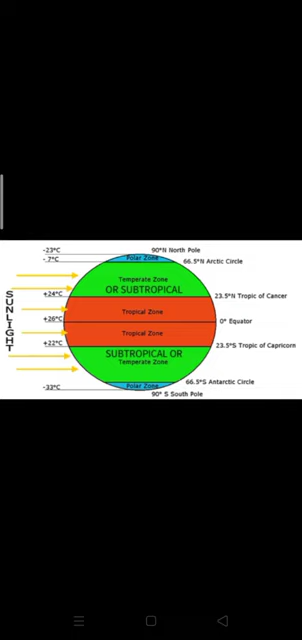 -23°C
90°N North Pole
-7°C
Polar Zone
66.5°N Arctic Circle
Temperate Zone
OR SUBTROPICAL
+24°C
23.5°N Tropic of Cancer
SUNLIGHT
Tropical Zone
+26°C
0° Equator
Tropical Zone
+22°C
23.5°S Tropic of Capricorn
SUBTROPICAL OR
Temperate Zone
66.5°S Antarctic Circle
-33°C
Polar Zone
90° S South Pole